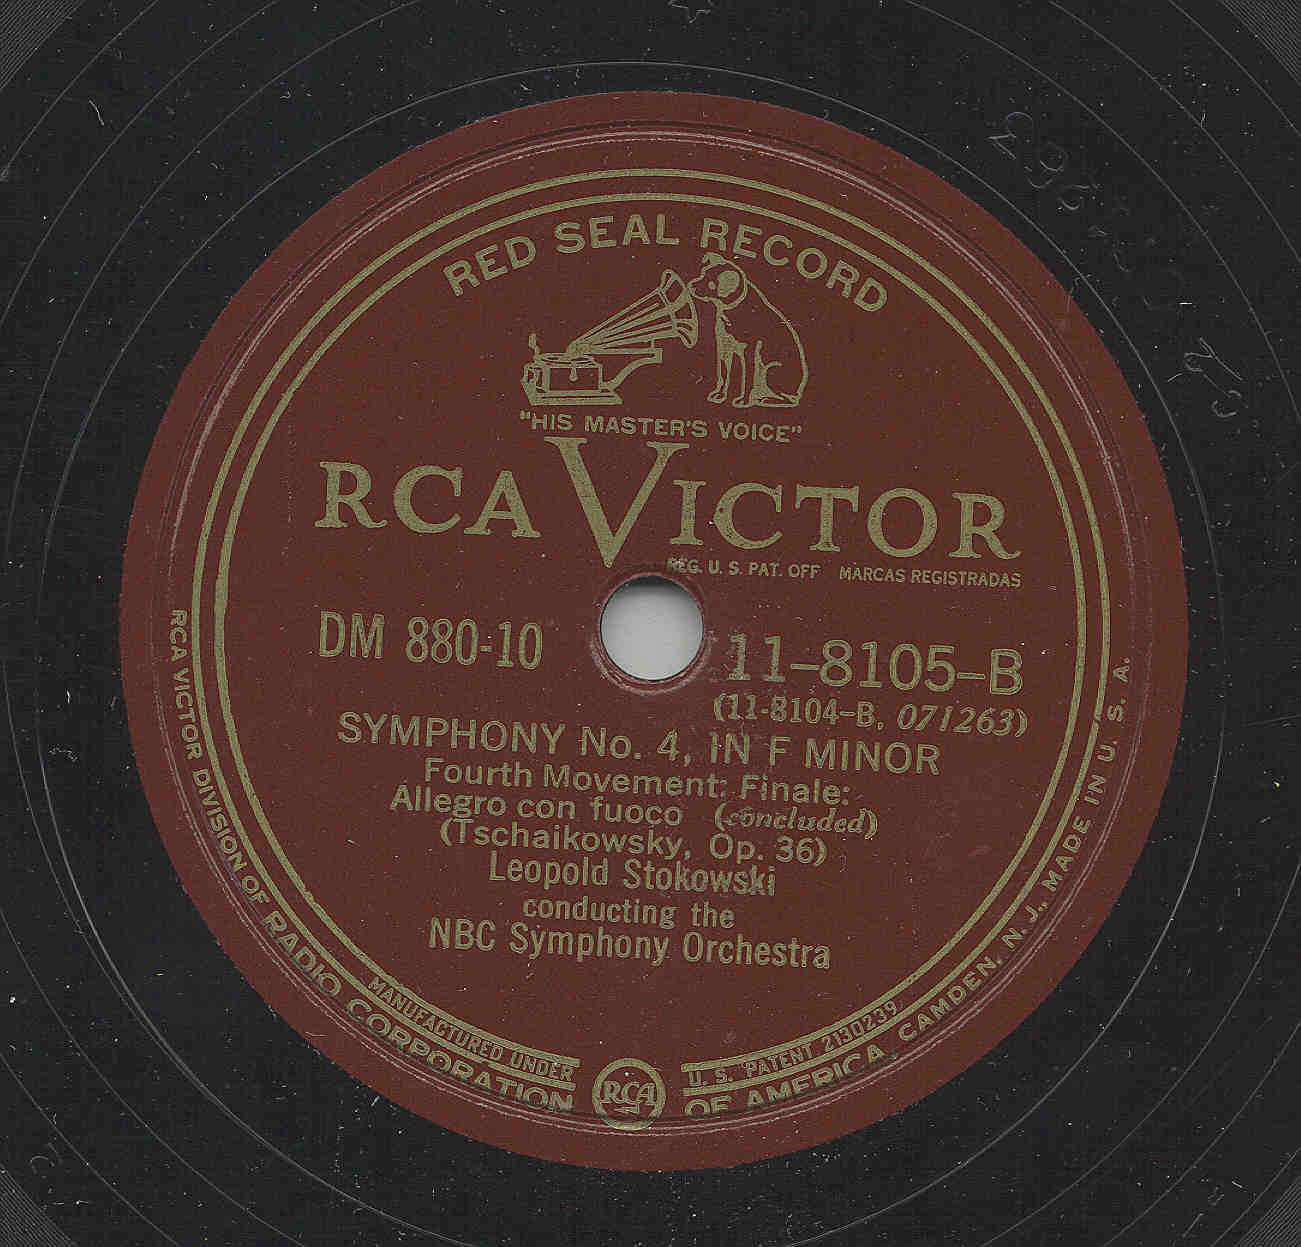 RED SEAL RECORD
"HIS MASTER'S VOICE"
RCA VICTOR
REG. U. S. PAT. OFF MARCAS REGISTRADAS
DM 880-10
11-8105-B
(11-8104-B, 071263)
SYMPHONY No. 4, IN F MINOR
Fourth Movement: Finale:
Allegro con fuoco (concluded)
(Tschaikowsky, Op. 36)
Leopold Stokowski
conducting the
NBC Symphony Orchestra
MANUFACTURED UNDER U. S. PATENT 2130239
RCA VICTOR DIVISION OF RADIO CORPORATION OF AMERICA, CAMDEN, N. J., MADE IN U. S. A.
RCA